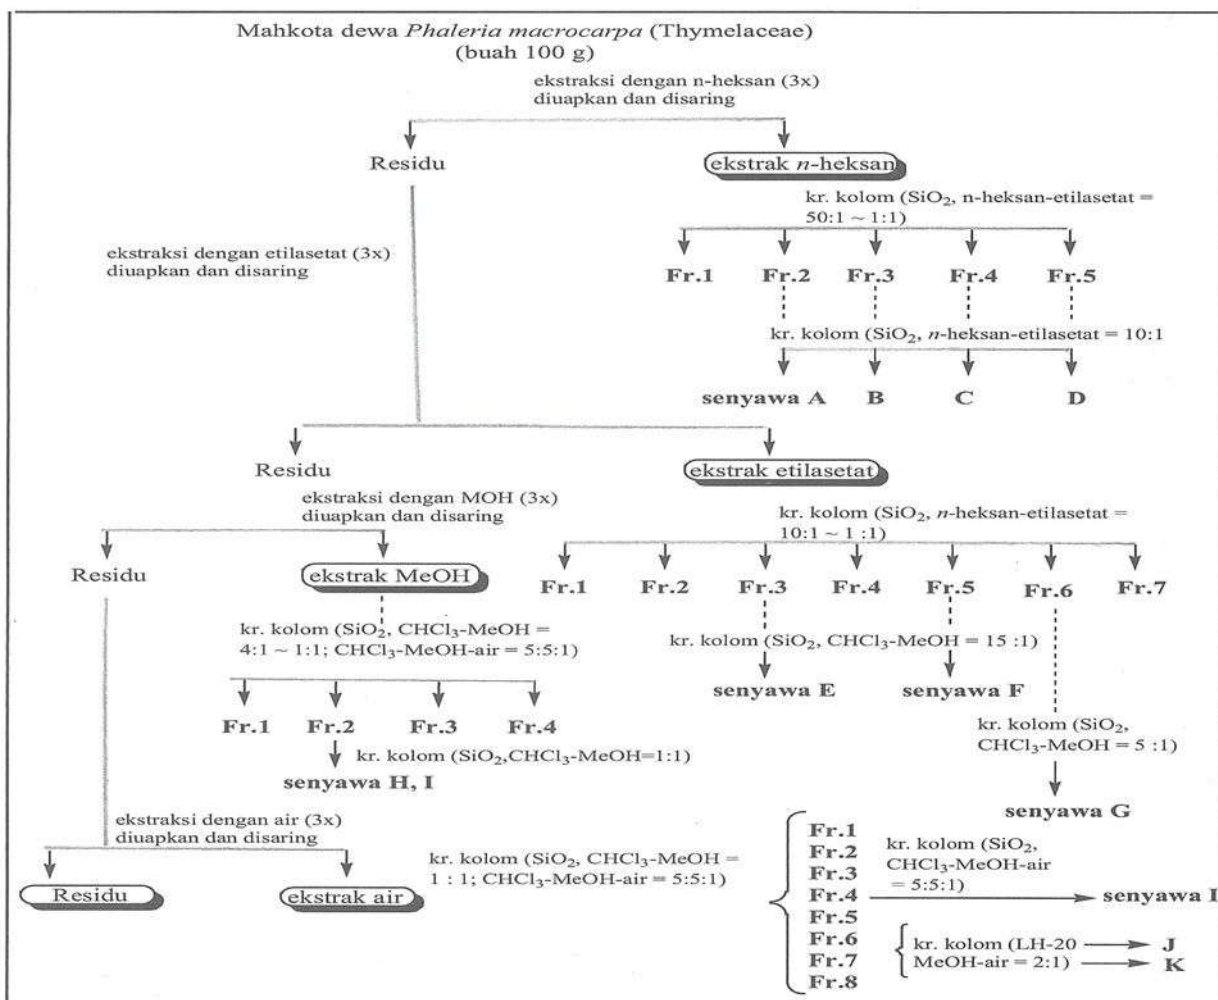 Mahkota dewa Phaleria macrocarpa (Thymelaceae)
(buah 100 g)
ekstraksi dengan n-heksan (3x)
diuapkan dan disaring
Residu
ekstrak n-heksan
kr. kolom (SiO₂, n-heksan-etilasetat =
50:1 ~ 1:1)
ekstraksi dengan etilasetat (3x)
diuapkan dan disaring
Fr.1 Fr.2 Fr.3 Fr.4 Fr.5
kr. kolom (SiO₂, n-heksan-etilasetat = 10:1
senyawa A B C D
Residu
ekstrak etilasetat
ekstraksi dengan MOH (3x)
diuapkan dan disaring
kr. kolom (SiO₂, n-heksan-etilasetat =
10:1 ~ 1 :1)
Residu
ekstrak MeOH
Fr.1 Fr.2 Fr.3 Fr.4 Fr.5 Fr.6 Fr.7
kr. kolom (SiO₂, CHCl₃-MeOH =
4:1 ~ 1:1; CHCl₃-MeOH-air = 5:5:1)
kr. kolom (SiO₂, CHCl₃-MeOH = 15 :1)
senyawa E senyawa F
Fr.1 Fr.2 Fr.3 Fr.4
kr. kolom (SiO₂,
CHCl₃-MeOH = 5 :1)
kr. kolom (SiO₂,CHCl₃-MeOH=1:1)
senyawa H, I
senyawa G
ekstraksi dengan air (3x)
diuapkan dan disaring
Residu
ekstrak air
kr. kolom (SiO₂, CHCl₃-MeOH =
1 : 1; CHCl₃-MeOH-air = 5:5:1)
Fr.1
Fr.2
Fr.3
Fr.4
Fr.5
Fr.6
Fr.7
Fr.8
kr. kolom (SiO₂,
CHCl₃-MeOH-air
= 5:5:1)
senyawa I
kr. kolom (LH-20
MeOH-air = 2:1)
J
K